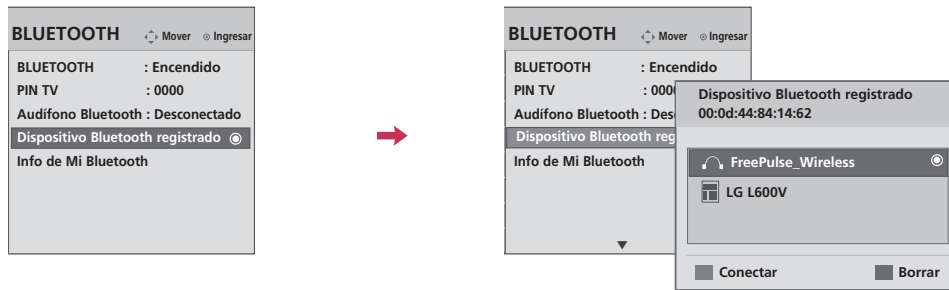 BLUETOOTH Mover Ingresar
BLUETOOTH : Encendido
PIN TV : 0000
Audífono Bluetooth : Desconectado
Dispositivo Bluetooth registrado
Info de Mi Bluetooth
BLUETOOTH Mover Ingresar
BLUETOOTH : Encendido
PIN TV : 000
Audífono Bluetooth : Des
Dispositivo Bluetooth reg
Info de Mi Bluetooth
Dispositivo Bluetooth registrado
00:0d:44:84:14:62
FreePulse_Wireless
LG L600V
Conectar Borrar